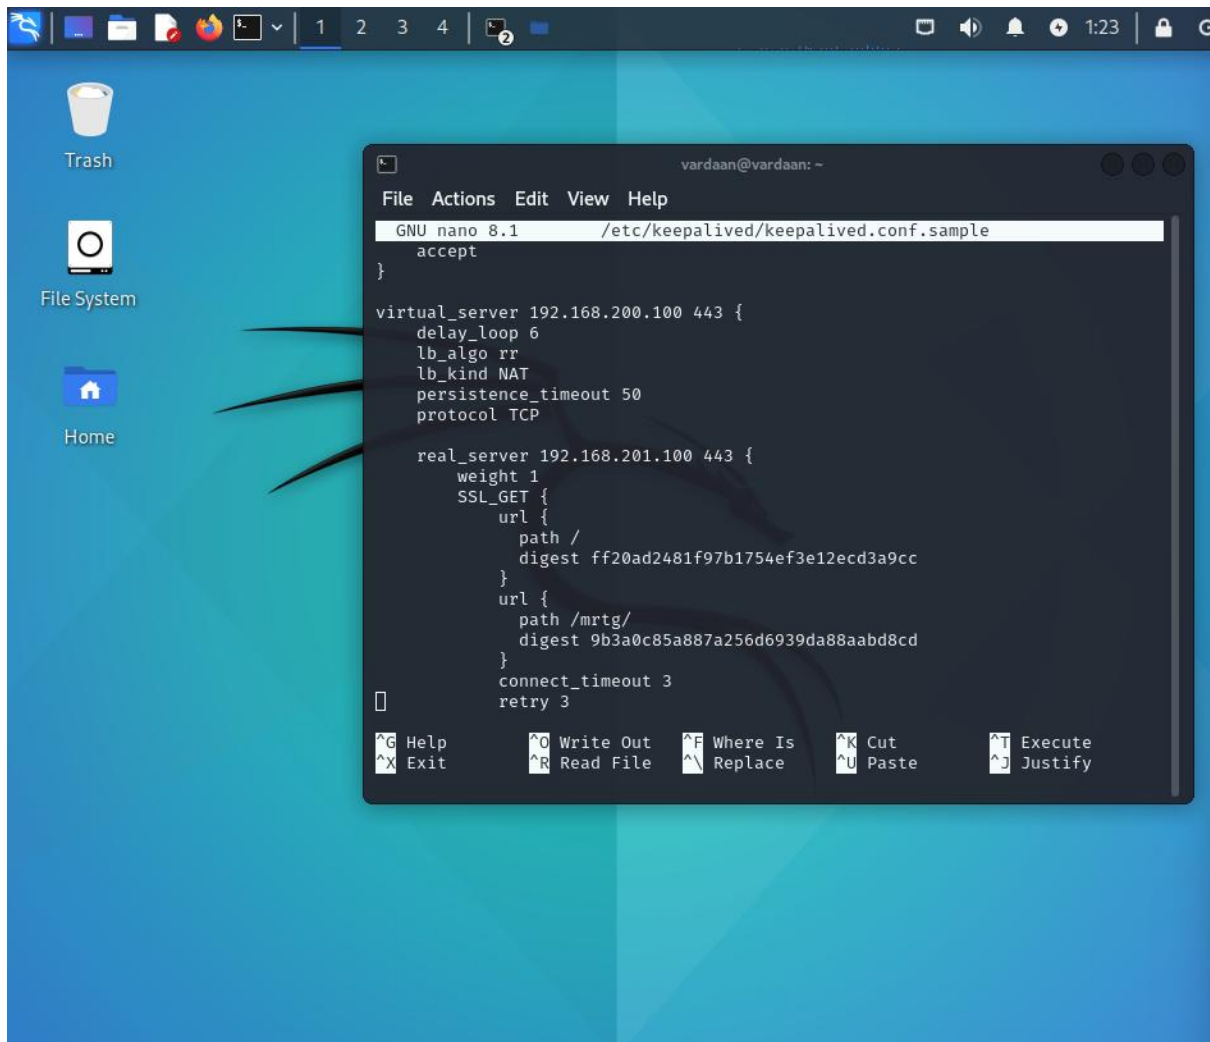 1 2 3 4
2
1:23
Trash
File System
Home
vardaan@vardaan: ~
File Actions Edit View Help
GNU nano 8.1 /etc/keepalived/keepalived.conf.sample
accept
}
virtual_server 192.168.200.100 443 {
delay_loop 6
lb_algo rr
lb_kind NAT
persistence_timeout 50
protocol TCP
real_server 192.168.201.100 443 {
weight 1
SSL_GET {
url {
path /
digest ff20ad2481f97b1754ef3e12ecd3a9cc
}
url {
path /mrtg/
digest 9b3a0c85a887a256d6939da88aabd8cd
}
connect_timeout 3
retry 3
^G Help ^O Write Out ^F Where Is ^K Cut ^T Execute
^X Exit ^R Read File ^\ Replace ^U Paste ^J Justify